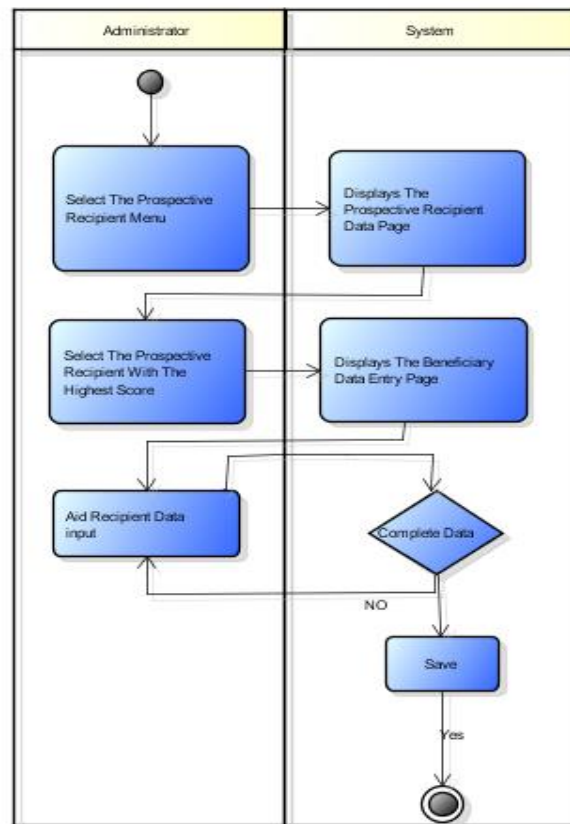 Administrator
System
Select The Prospective
Recipient Menu
Displays The
Prospective Recipient
Data Page
Select The Prospective
Recipient With The
Highest Score
Displays The Beneficiary
Data Entry Page
Aid Recipient Data
input
Complete Data
NO
Save
Yes